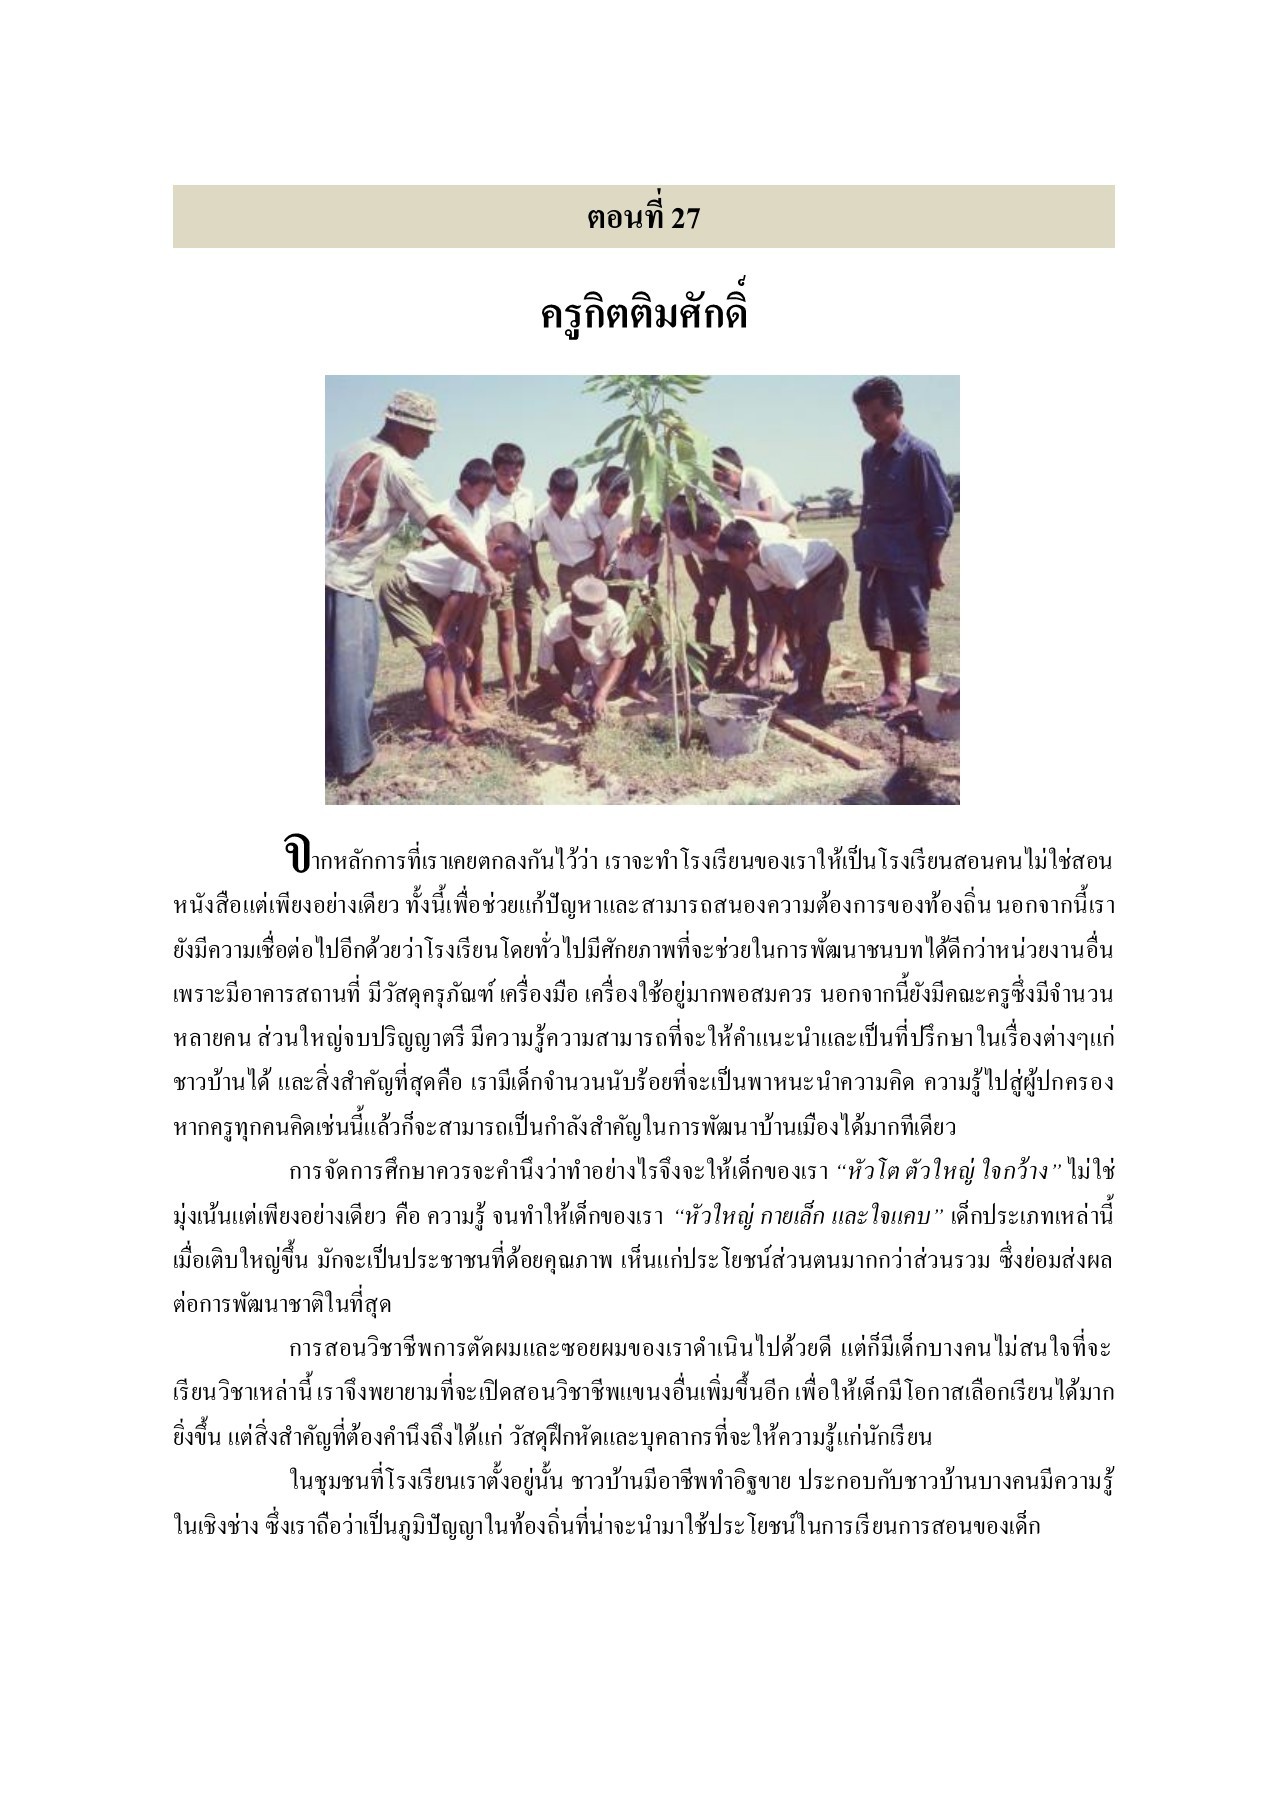 ตอนที่ 27
ครูกิตติมศักดิ์
จากหลักการที่เราเคยตกลงกันไว้ว่า เราจะทำโรงเรียนของเราให้เป็นโรงเรียนสอนคนไม่ใช่สอน
หนังสือแต่เพียงอย่างเดียว ทั้งนี้เพื่อช่วยแก้ปัญหาและสามารถสนองความต้องการของท้องถิ่น นอกจากนี้เรา
ยังมีความเชื่อต่อไปอีกด้วยว่าโรงเรียนโดยทั่วไปมีศักยภาพที่จะช่วยในการพัฒนาชนบทได้ดีกว่าหน่วยงานอื่น
เพราะมีอาคารสถานที่ มีวัสดุครุภัณฑ์ เครื่องมือ เครื่องใช้อยู่มากพอสมควร นอกจากนี้ยังมีคณะครูซึ่งมีจำนวน
หลายคน ส่วนใหญ่จบปริญญาตรี มีความรู้ความสามารถที่จะให้คำแนะนำและเป็นที่ปรึกษาในเรื่องต่างๆแก่
ชาวบ้านได้ และสิ่งสำคัญที่สุดคือ เรามีเด็กจำนวนนับร้อยที่จะเป็นพาหนะนำความคิด ความรู้ไปสู่ผู้ปกครอง
หากครูทุกคนคิดเช่นนี้แล้วก็จะสามารถเป็นกำลังสำคัญในการพัฒนาบ้านเมืองได้มากทีเดียว
การจัดการศึกษาควรจะคำนึงว่าทำอย่างไรจึงจะให้เด็กของเรา “หัวโต ตัวใหญ่ ใจกว้าง” ไม่ใช่
มุ่งเน้นแต่เพียงอย่างเดียว คือ ความรู้ จนทำให้เด็กของเรา “หัวใหญ่ กายเล็ก และใจแคบ” เด็กประเภทเหล่านี้
เมื่อเติบใหญ่ขึ้น มักจะเป็นประชาชนที่ด้อยคุณภาพ เห็นแก่ประโยชน์ส่วนตนมากกว่าส่วนรวม ซึ่งย่อมส่งผล
ต่อการพัฒนาชาติในที่สุด
การสอนวิชาชีพการตัดผมและซอยผมของเราดำเนินไปด้วยดี แต่ก็มีเด็กบางคนไม่สนใจที่จะ
เรียนวิชาเหล่านี้ เราจึงพยายามที่จะเปิดสอนวิชาชีพแขนงอื่นเพิ่มขึ้นอีก เพื่อให้เด็กมีโอกาสเลือกเรียนได้มาก
ยิ่งขึ้น แต่สิ่งสำคัญที่ต้องคำนึงถึงได้แก่ วัสดุฝึกหัดและบุคลากรที่จะให้ความรู้แก่นักเรียน
ในชุมชนที่โรงเรียนเราตั้งอยู่นั้น ชาวบ้านมีอาชีพทำอิฐขาย ประกอบกับชาวบ้านบางคนมีความรู้
ในเชิงช่าง ซึ่งเราถือว่าเป็นภูมิปัญญาในท้องถิ่นที่น่าจะนำมาใช้ประโยชน์ในการเรียนการสอนของเด็ก